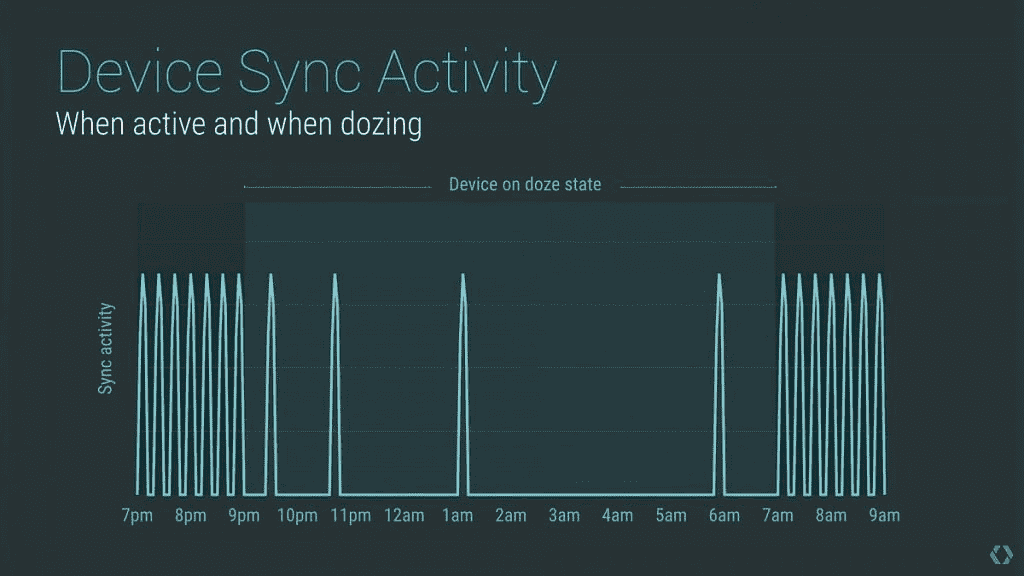 Device Sync Activity
When active and when dozing
Device on doze state
Sync activity
7pm 8pm 9pm 10pm 11pm 12am 1am 2am 3am 4am 5am 6am 7am 8am 9am